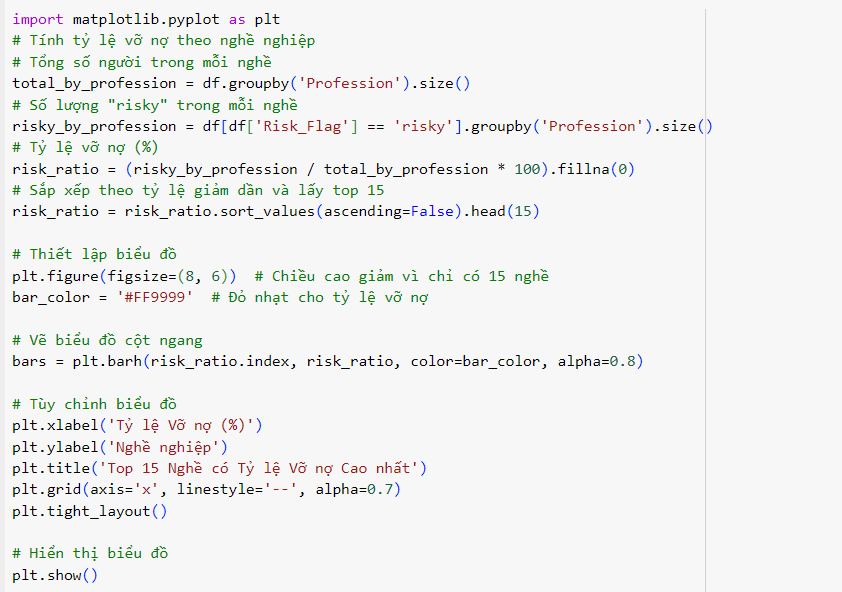 import matplotlib.pyplot as plt
# Tính tỷ lệ vỡ nợ theo nghề nghiệp
# Tổng số người trong mỗi nghề
total_by_profession = df.groupby('Profession').size()
# Số lượng "risky" trong mỗi nghề
risky_by_profession = df[df['Risk_Flag'] == 'risky'].groupby('Profession').size()
# Tỷ lệ vỡ nợ (%)
risk_ratio = (risky_by_profession / total_by_profession * 100).fillna(0)
# Sắp xếp theo tỷ lệ giảm dần và lấy top 15
risk_ratio = risk_ratio.sort_values(ascending=False).head(15)

# Thiết lập biểu đồ
plt.figure(figsize=(8, 6))  # Chiều cao giảm vì chỉ có 15 nghề
bar_color = '#FF9999'  # Đỏ nhạt cho tỷ lệ vỡ nợ

# Vẽ biểu đồ cột ngang
bars = plt.barh(risk_ratio.index, risk_ratio, color=bar_color, alpha=0.8)

# Tùy chỉnh biểu đồ
plt.xlabel('Tỷ lệ Vỡ nợ (%)')
plt.ylabel('Nghề nghiệp')
plt.title('Top 15 Nghề có Tỷ lệ Vỡ nợ Cao nhất')
plt.grid(axis='x', linestyle='--', alpha=0.7)
plt.tight_layout()

# Hiển thị biểu đồ
plt.show()